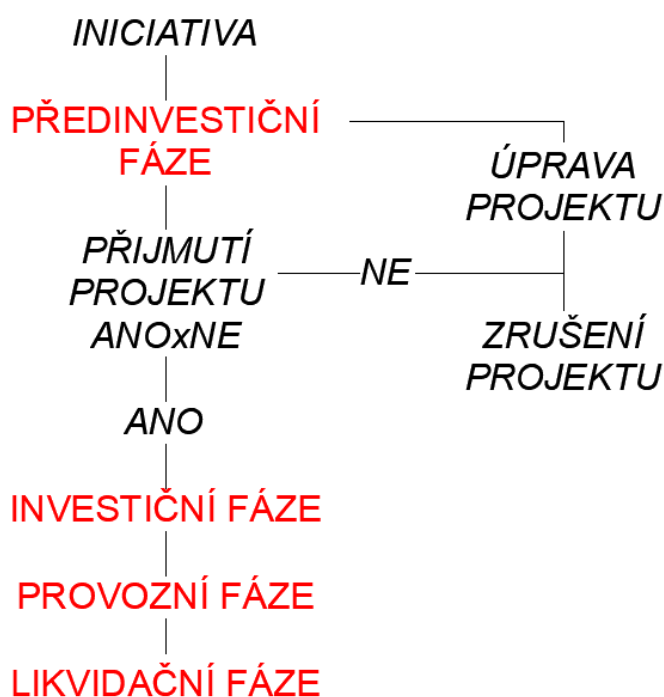 INICIATIVA
PŘEDINVESTIČNÍ
FÁZE
ÚPRAVA
PROJEKTU
PŘIJMUTÍ
PROJEKTU
ANOxNE
NE
ZRUŠENÍ
PROJEKTU
ANO
INVESTIČNÍ FÁZE
PROVOZNÍ FÁZE
LIKVIDAČNÍ FÁZE